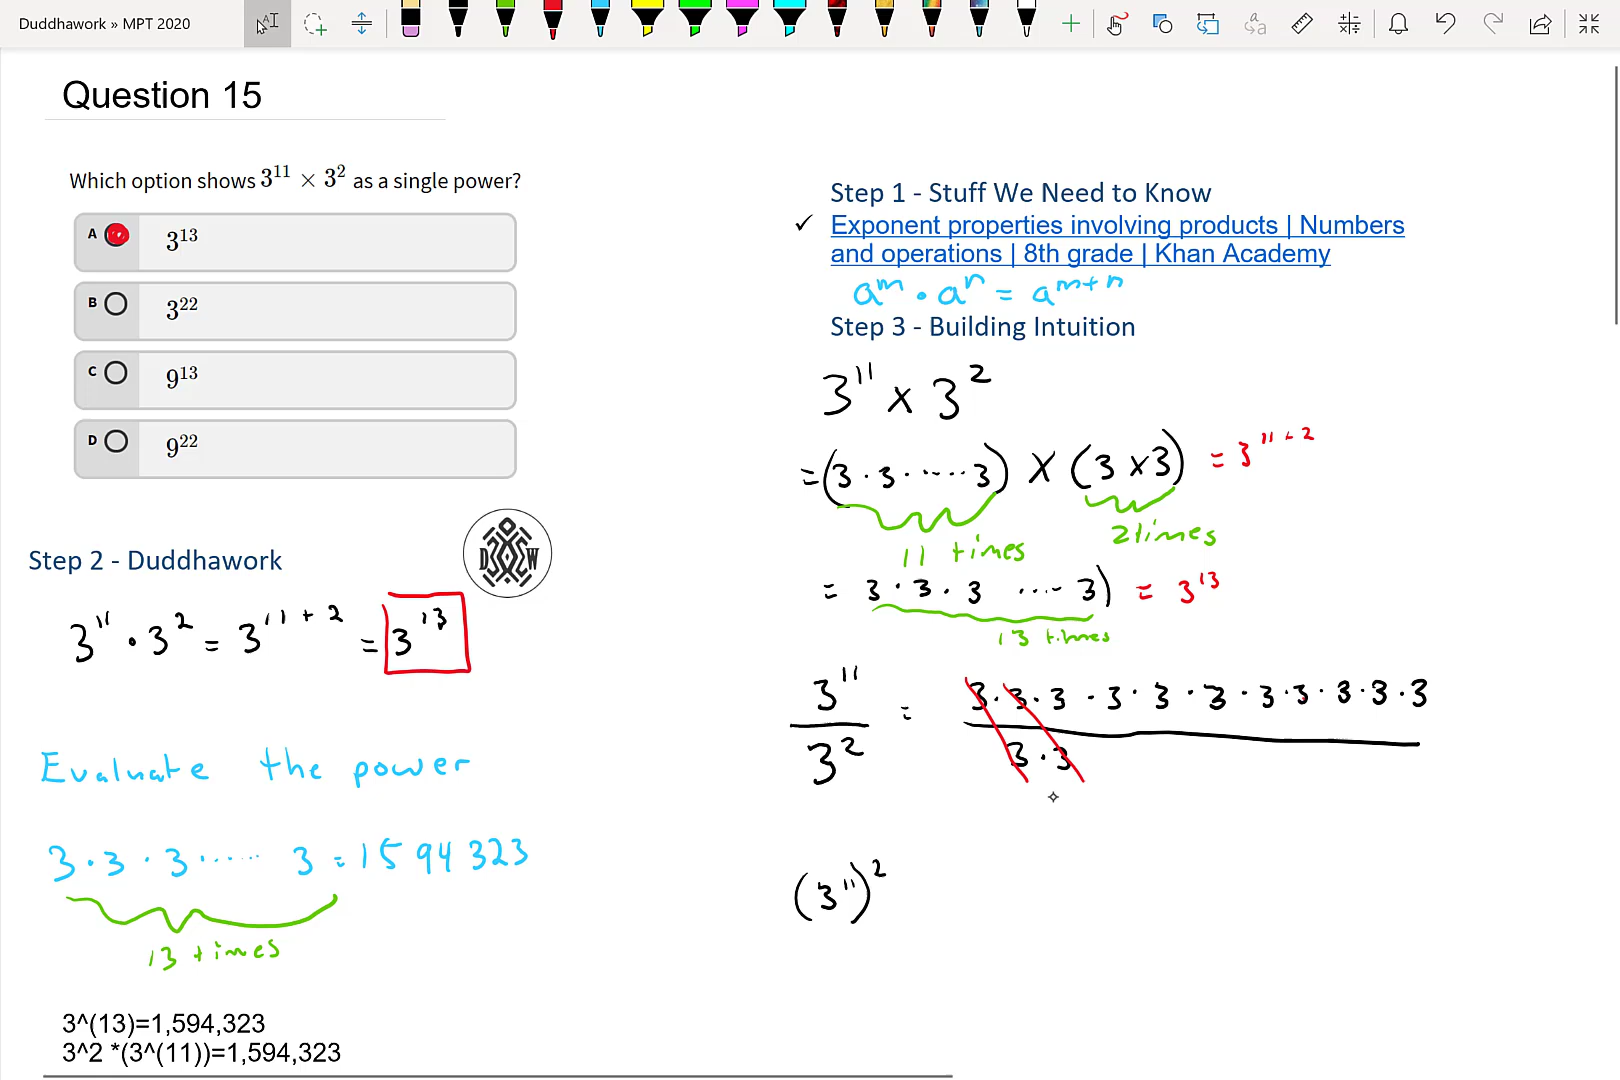 Duddhawork » MPT 2020
Question 15
Which option shows 3^11 × 3^2 as a single power?
A 3^13
B 3^22
C 9^13
D 9^22
Step 2 - Duddhawork
D W
3^11 · 3^2 = 3^11+2 = 3^13
Evaluate the power
3 · 3 · 3 ...... 3 = 1594323
13 times
3^(13)=1,594,323
3^2 *(3^(11))=1,594,323
Step 1 - Stuff We Need to Know
✓ Exponent properties involving products | Numbers
and operations | 8th grade | Khan Academy
a^m · a^n = a^m+n
Step 3 - Building Intuition
3^11 x 3^2
= (3 · 3 · ..... 3) X (3 x 3) = 3^11+2
11 times 2 times
= 3 · 3 · 3 ..... 3) = 3^13
13 times
3^11 / 3^2 = 3 · 3 · 3 · 3 · 3 · 3 · 3 · 3 · 3 · 3 · 3 / 3 · 3
(3^11)^2